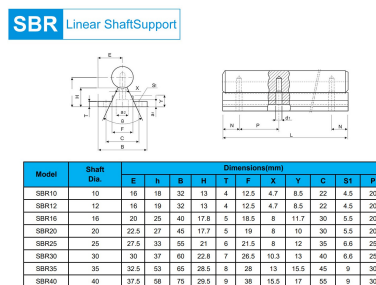 SBR Linear ShaftSupport
E
H
T
X
Y
F
C
B
N
P
N
L
Model Shaft Dia. Dimensions(mm)
E h B H T F X Y C S1 P
SBR10 10 16 18 32 13 4 12.5 4.7 8.5 22 4.5 20
SBR12 12 16 19 32 13 4 12.5 4.7 8.5 22 4.5 20
SBR16 16 20 25 40 17.8 5 18.5 8 11.7 30 5.5 20
SBR20 20 22.5 27 45 17.7 5 19 8 10 30 5.5 20
SBR25 25 27.5 33 55 21 6 21.5 8 12 35 6.6 25
SBR30 30 30 37 60 22.8 7 26.5 10.3 13 40 6.6 25
SBR35 35 32.5 53 65 28.5 8 28 13 15.5 45 9 30
SBR40 40 37.5 58 75 29.5 9 38 15.5 17 55 9 30